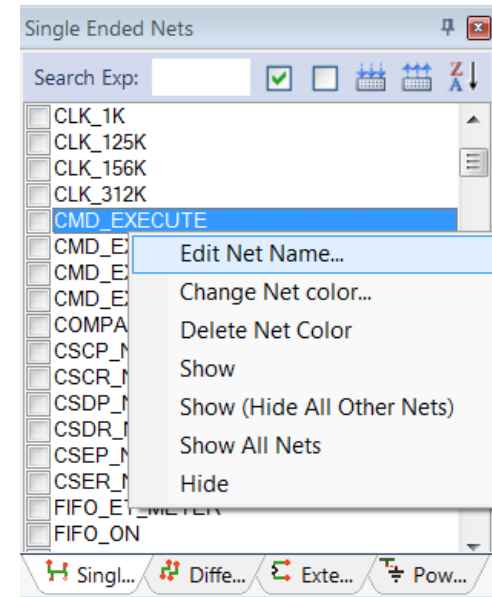 Single Ended Nets
Search Exp:
Z
A
CLK_1K
CLK_125K
CLK_156K
CLK_312K
CMD_EXECUTE
Edit Net Name...
Change Net color...
Delete Net Color
Show
Show (Hide All Other Nets)
Show All Nets
Hide
FIFO_ON
Singl...
Diffe...
Exte...
Pow...